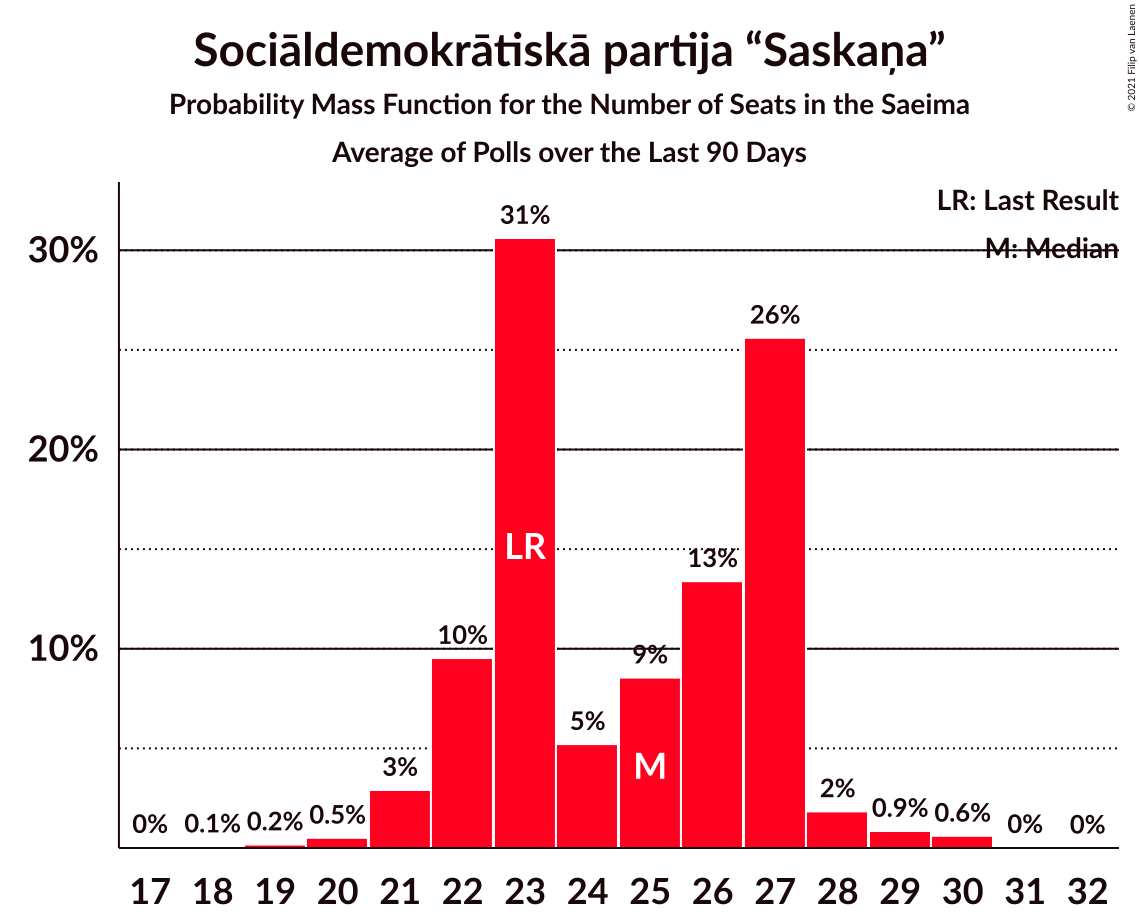 Sociāldemokrātiskā partija “Saskaņa”
Probability Mass Function for the Number of Seats in the Saeima
Average of Polls over the Last 90 Days
© 2021 Filip van Laenen
LR: Last Result
M: Median
30%
20%
10%
0%
0.1%
0.2%
0.5%
3%
10%
31%
5%
9%
13%
26%
2%
0.9%
0.6%
0%
0%
LR
M
17 18 19 20 21 22 23 24 25 26 27 28 29 30 31 32